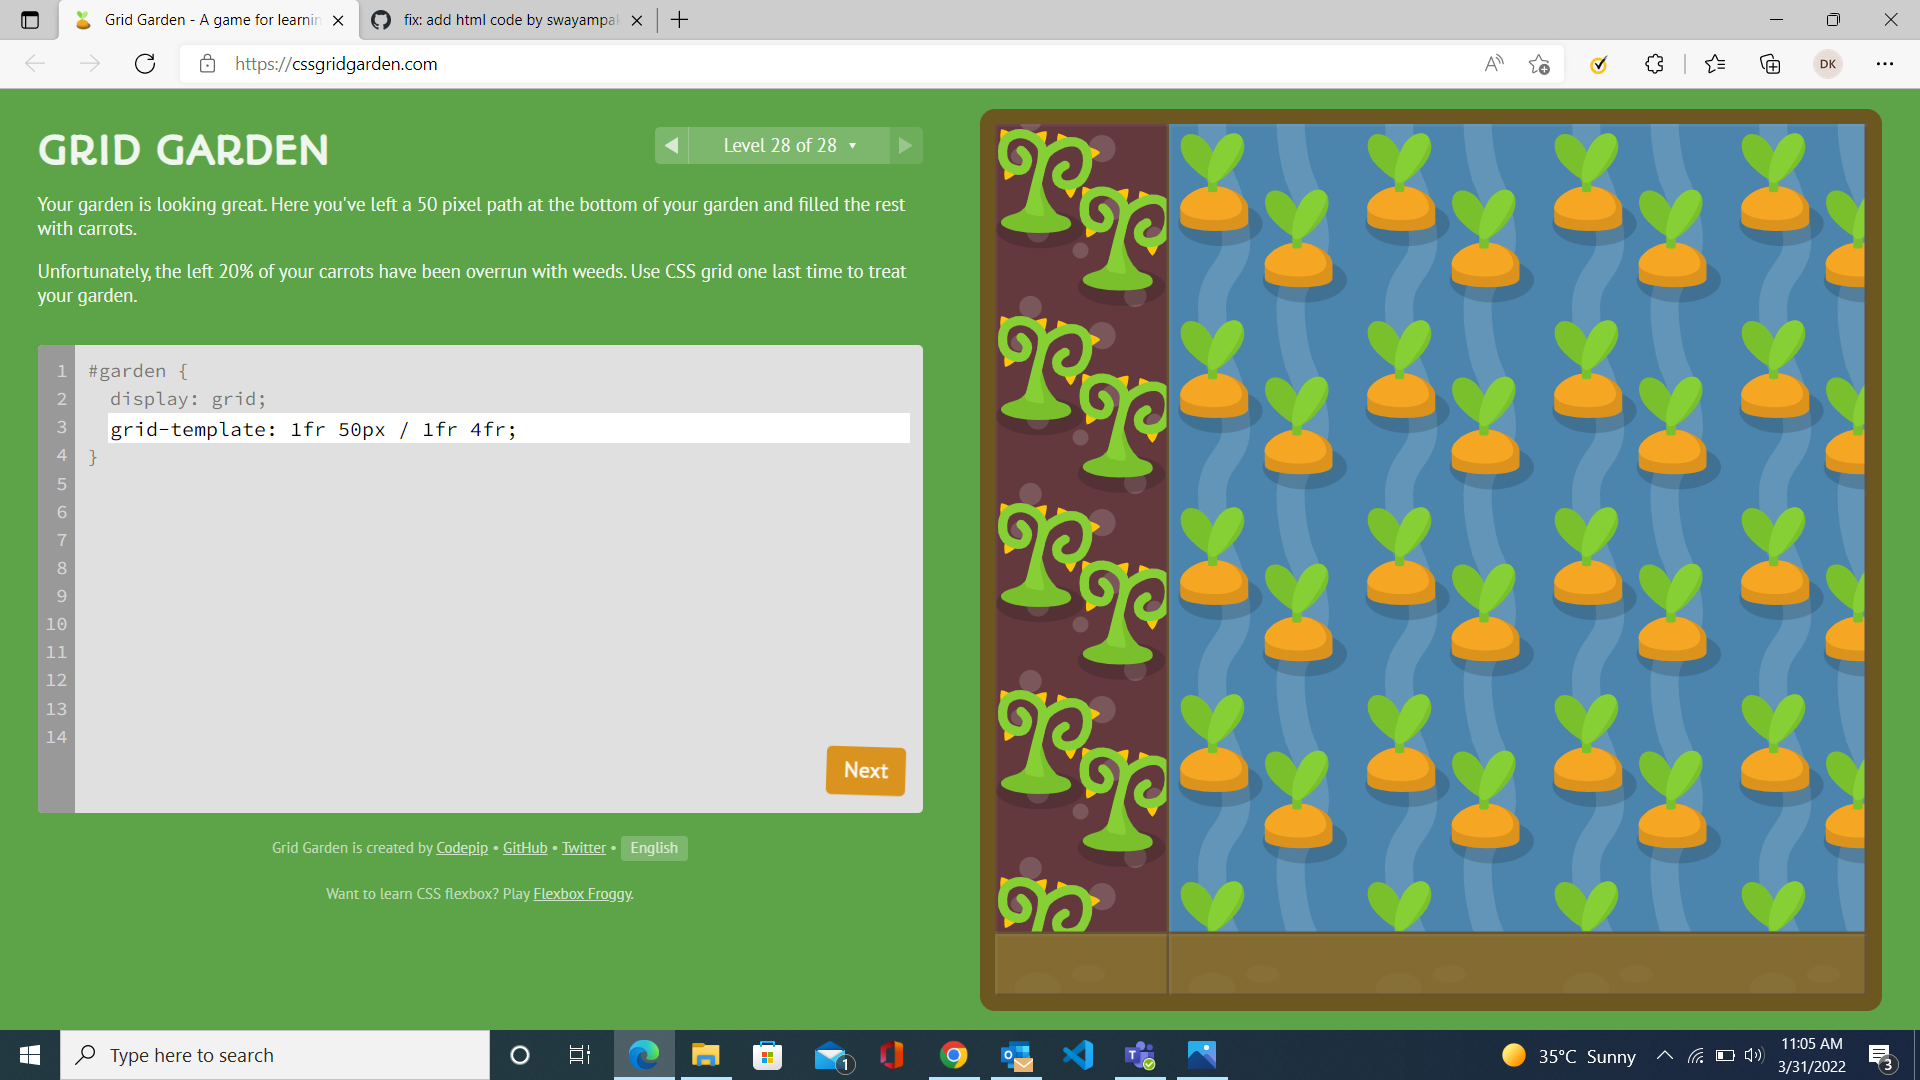 Grid Garden - A game for learnin
fix: add html code by swayampa
https://cssgridgarden.com
DK
GRID GARDEN
Level 28 of 28
Your garden is looking great. Here you've left a 50 pixel path at the bottom of your garden and filled the rest
with carrots.
Unfortunately, the left 20% of your carrots have been overrun with weeds. Use CSS grid one last time to treat
your garden.
1 #garden {
2 display: grid;
3 grid-template: 1fr 50px / 1fr 4fr;
4 }
5
6
7
8
9
10
11
12
13
14
Next
Grid Garden is created by Codepip • GitHub • Twitter • English
Want to learn CSS flexbox? Play Flexbox Froggy.
Type here to search
1
35°C Sunny
11:05 AM
3/31/2022
3